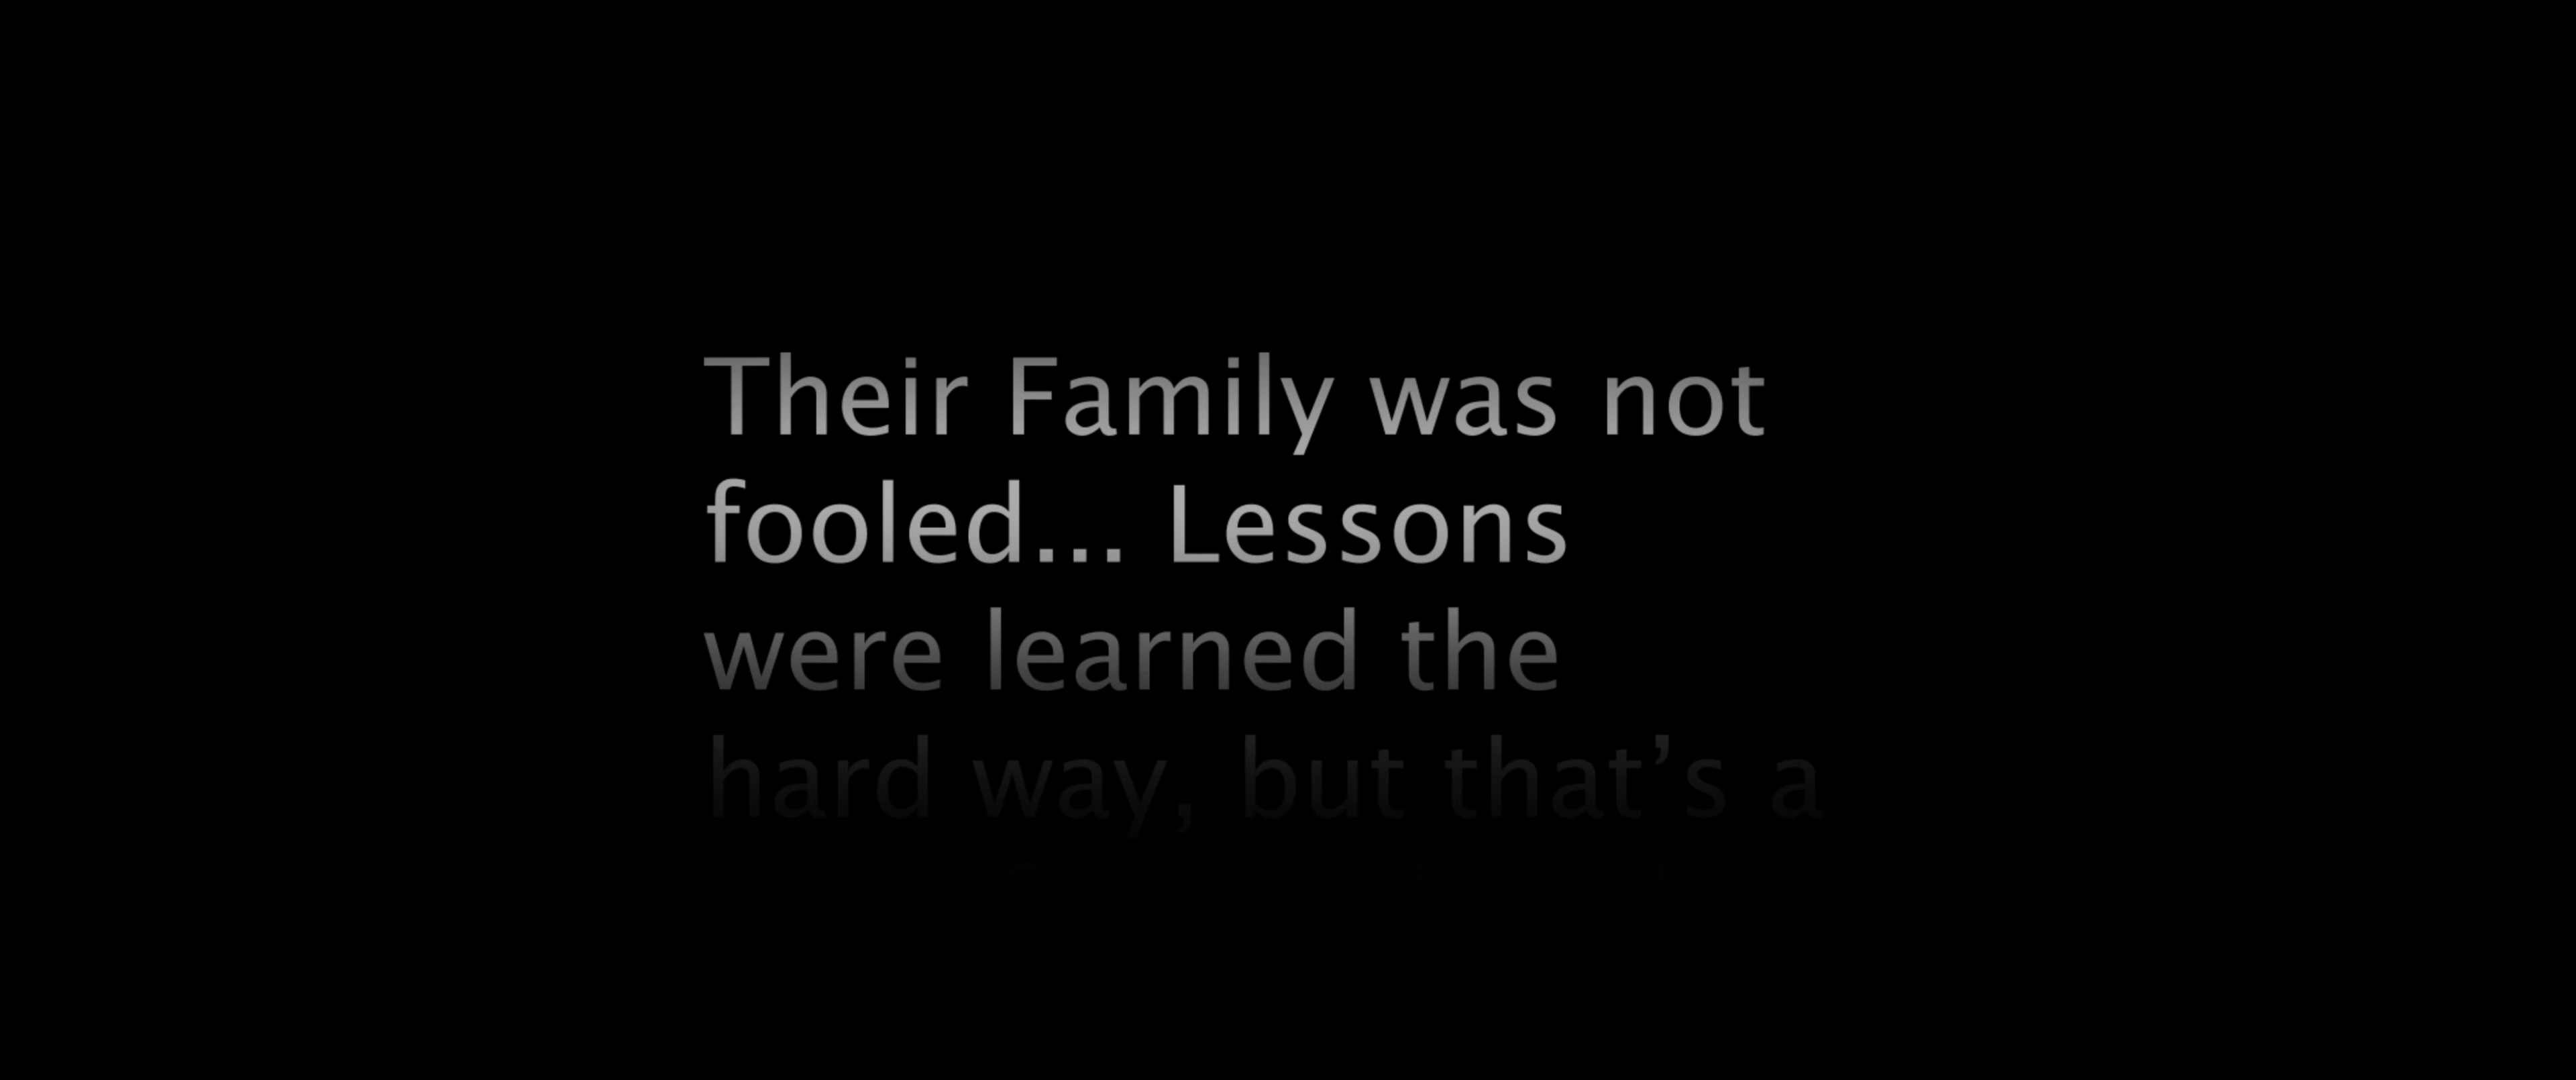 Their Family was not
fooled... Lessons
were learned the
hard way, but that’s a